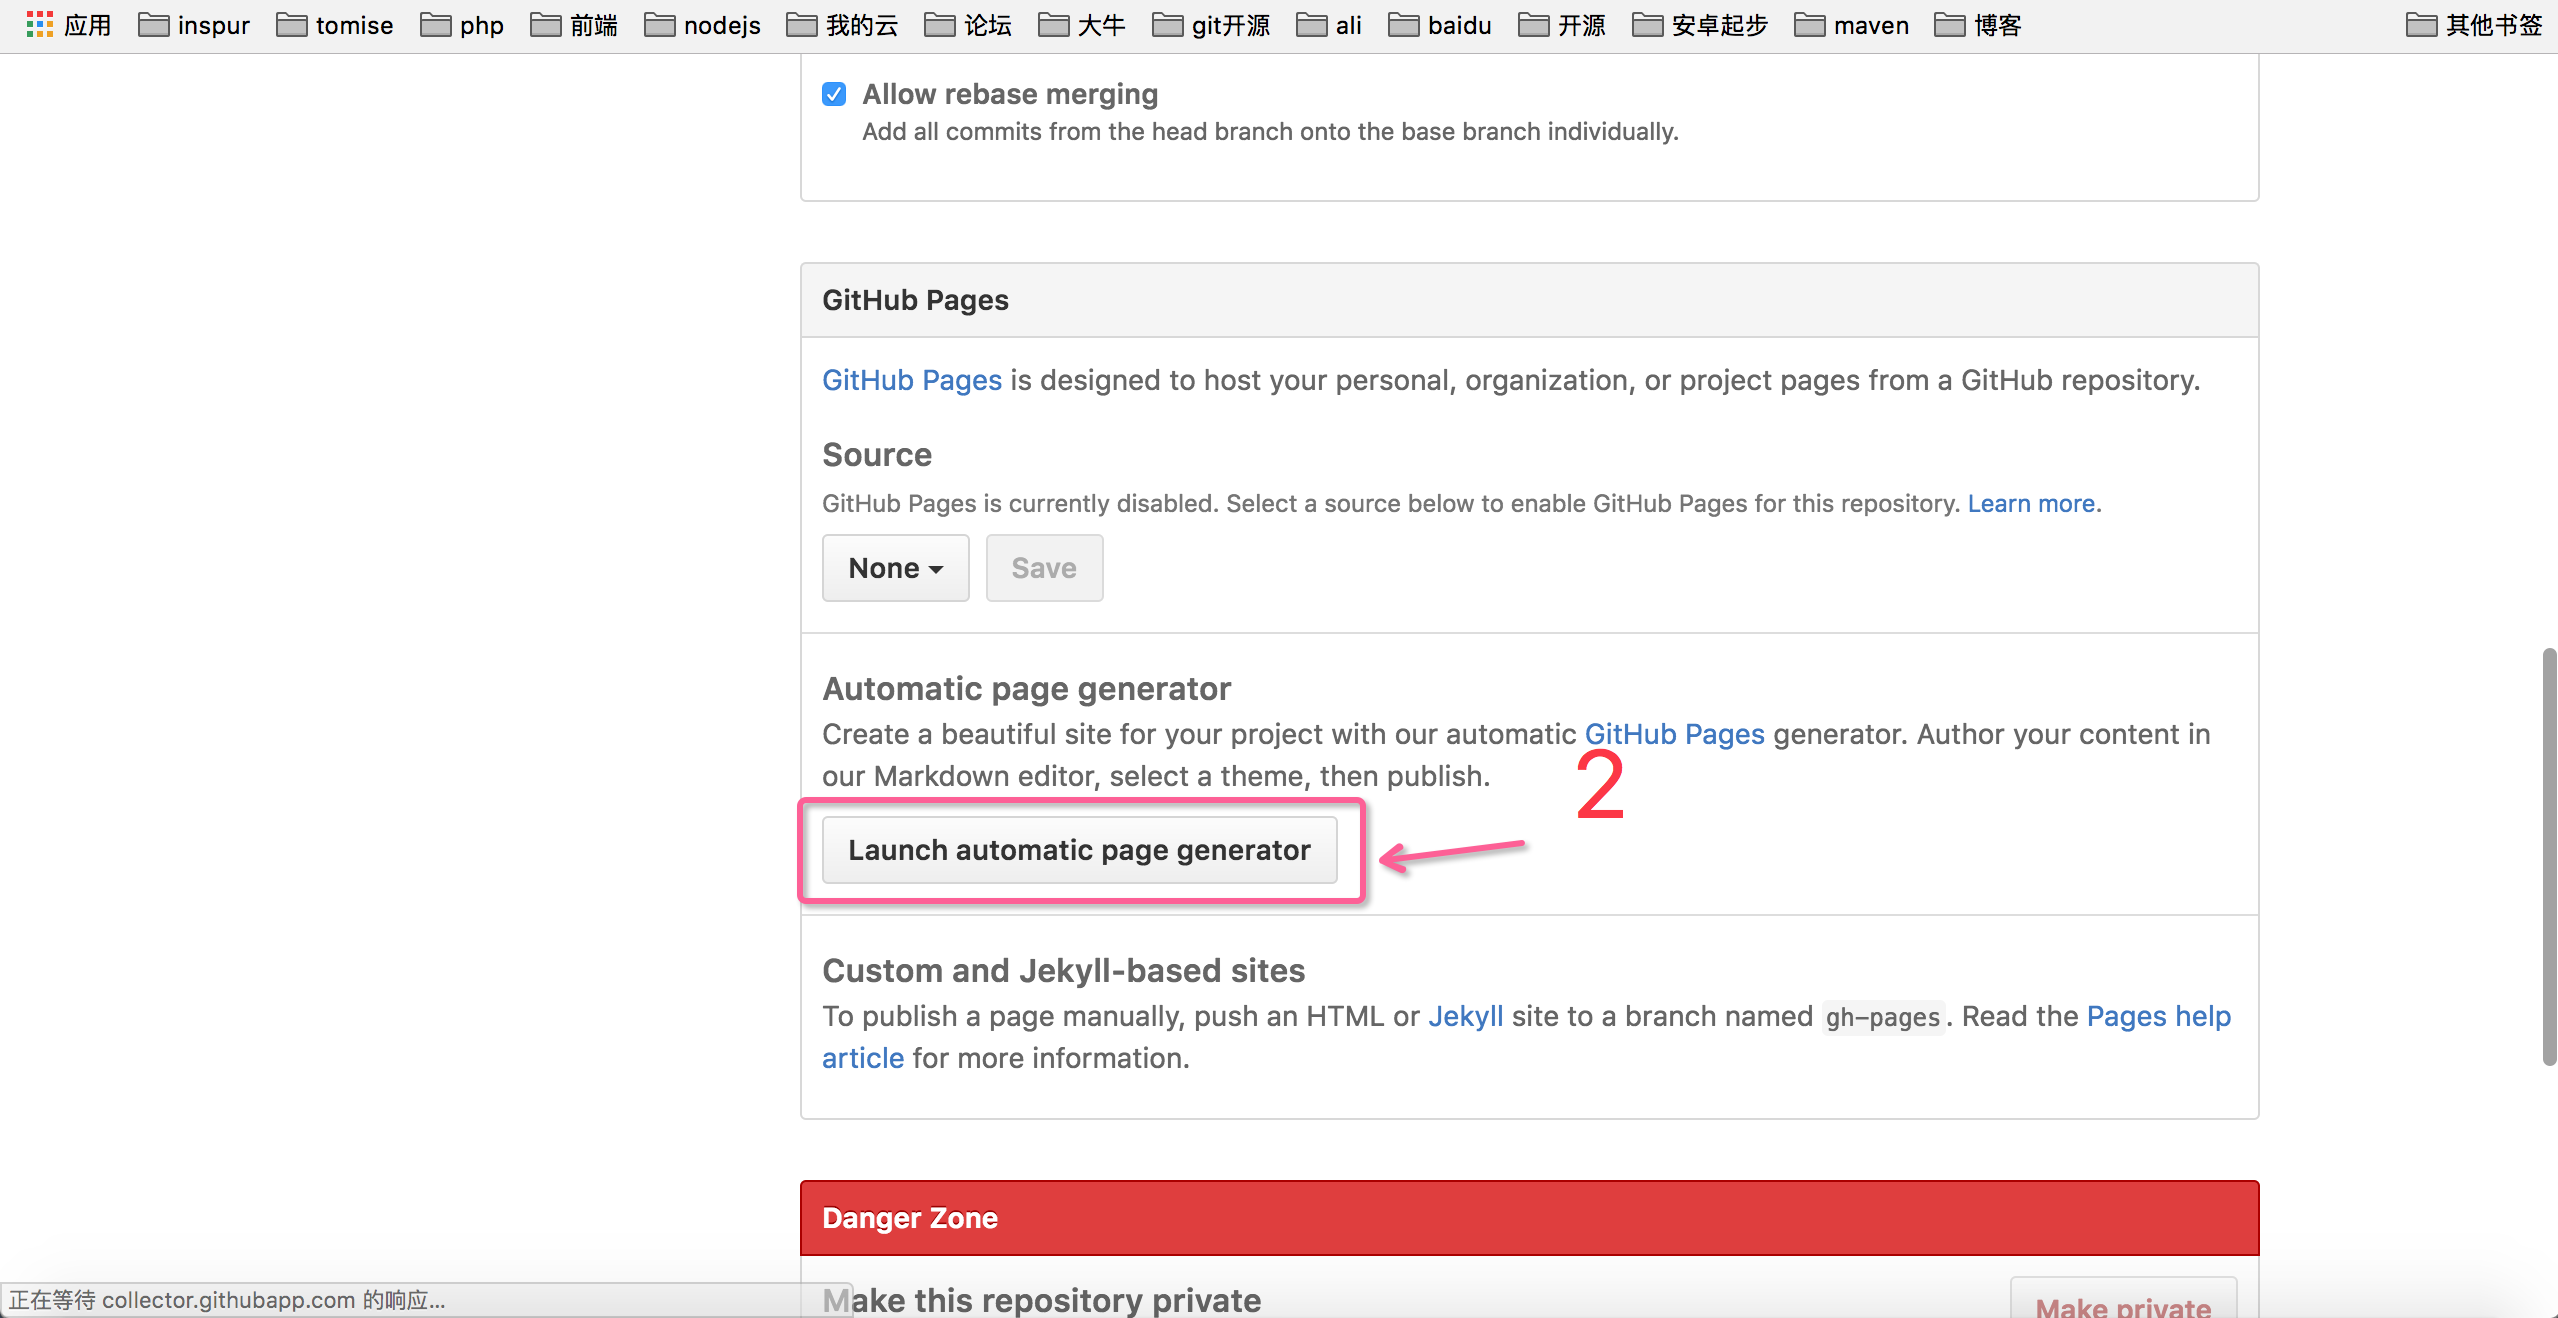 应用 inspur tomise php 前端 nodejs 我的云 论坛 大牛 git开源 ali baidu 开源 安卓起步 maven 博客 其他书签
Allow rebase merging
Add all commits from the head branch onto the base branch individually.
GitHub Pages
GitHub Pages is designed to host your personal, organization, or project pages from a GitHub repository.
Source
GitHub Pages is currently disabled. Select a source below to enable GitHub Pages for this repository. Learn more.
None Save
Automatic page generator
Create a beautiful site for your project with our automatic GitHub Pages generator. Author your content in
our Markdown editor, select a theme, then publish.
2
Launch automatic page generator
Custom and Jekyll-based sites
To publish a page manually, push an HTML or Jekyll site to a branch named gh-pages. Read the Pages help
article for more information.
Danger Zone
Make this repository private
Make private
正在等待 collector.githubapp.com 的响应...